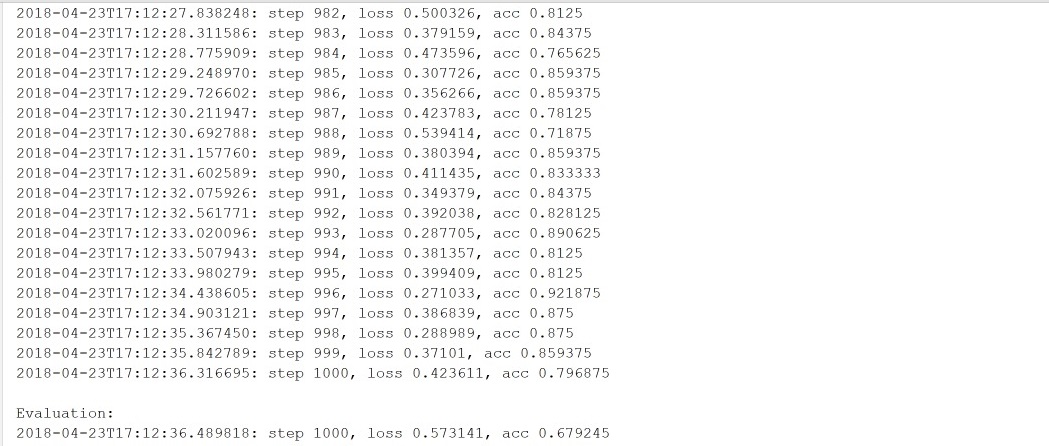 2018-04-23T17:12:27.838248: step 982, loss 0.500326, acc 0.8125
2018-04-23T17:12:28.311586: step 983, loss 0.379159, acc 0.84375
2018-04-23T17:12:28.775909: step 984, loss 0.473596, acc 0.765625
2018-04-23T17:12:29.248970: step 985, loss 0.307726, acc 0.859375
2018-04-23T17:12:29.726602: step 986, loss 0.356266, acc 0.859375
2018-04-23T17:12:30.211947: step 987, loss 0.423783, acc 0.78125
2018-04-23T17:12:30.692788: step 988, loss 0.539414, acc 0.71875
2018-04-23T17:12:31.157760: step 989, loss 0.380394, acc 0.859375
2018-04-23T17:12:31.602589: step 990, loss 0.411435, acc 0.833333
2018-04-23T17:12:32.075926: step 991, loss 0.349379, acc 0.84375
2018-04-23T17:12:32.561771: step 992, loss 0.392038, acc 0.828125
2018-04-23T17:12:33.020096: step 993, loss 0.287705, acc 0.890625
2018-04-23T17:12:33.507943: step 994, loss 0.381357, acc 0.8125
2018-04-23T17:12:33.980279: step 995, loss 0.399409, acc 0.8125
2018-04-23T17:12:34.438605: step 996, loss 0.271033, acc 0.921875
2018-04-23T17:12:34.903121: step 997, loss 0.386839, acc 0.875
2018-04-23T17:12:35.367450: step 998, loss 0.288989, acc 0.875
2018-04-23T17:12:35.842789: step 999, loss 0.37101, acc 0.859375
2018-04-23T17:12:36.316695: step 1000, loss 0.423611, acc 0.796875
Evaluation:
2018-04-23T17:12:36.489818: step 1000, loss 0.573141, acc 0.679245